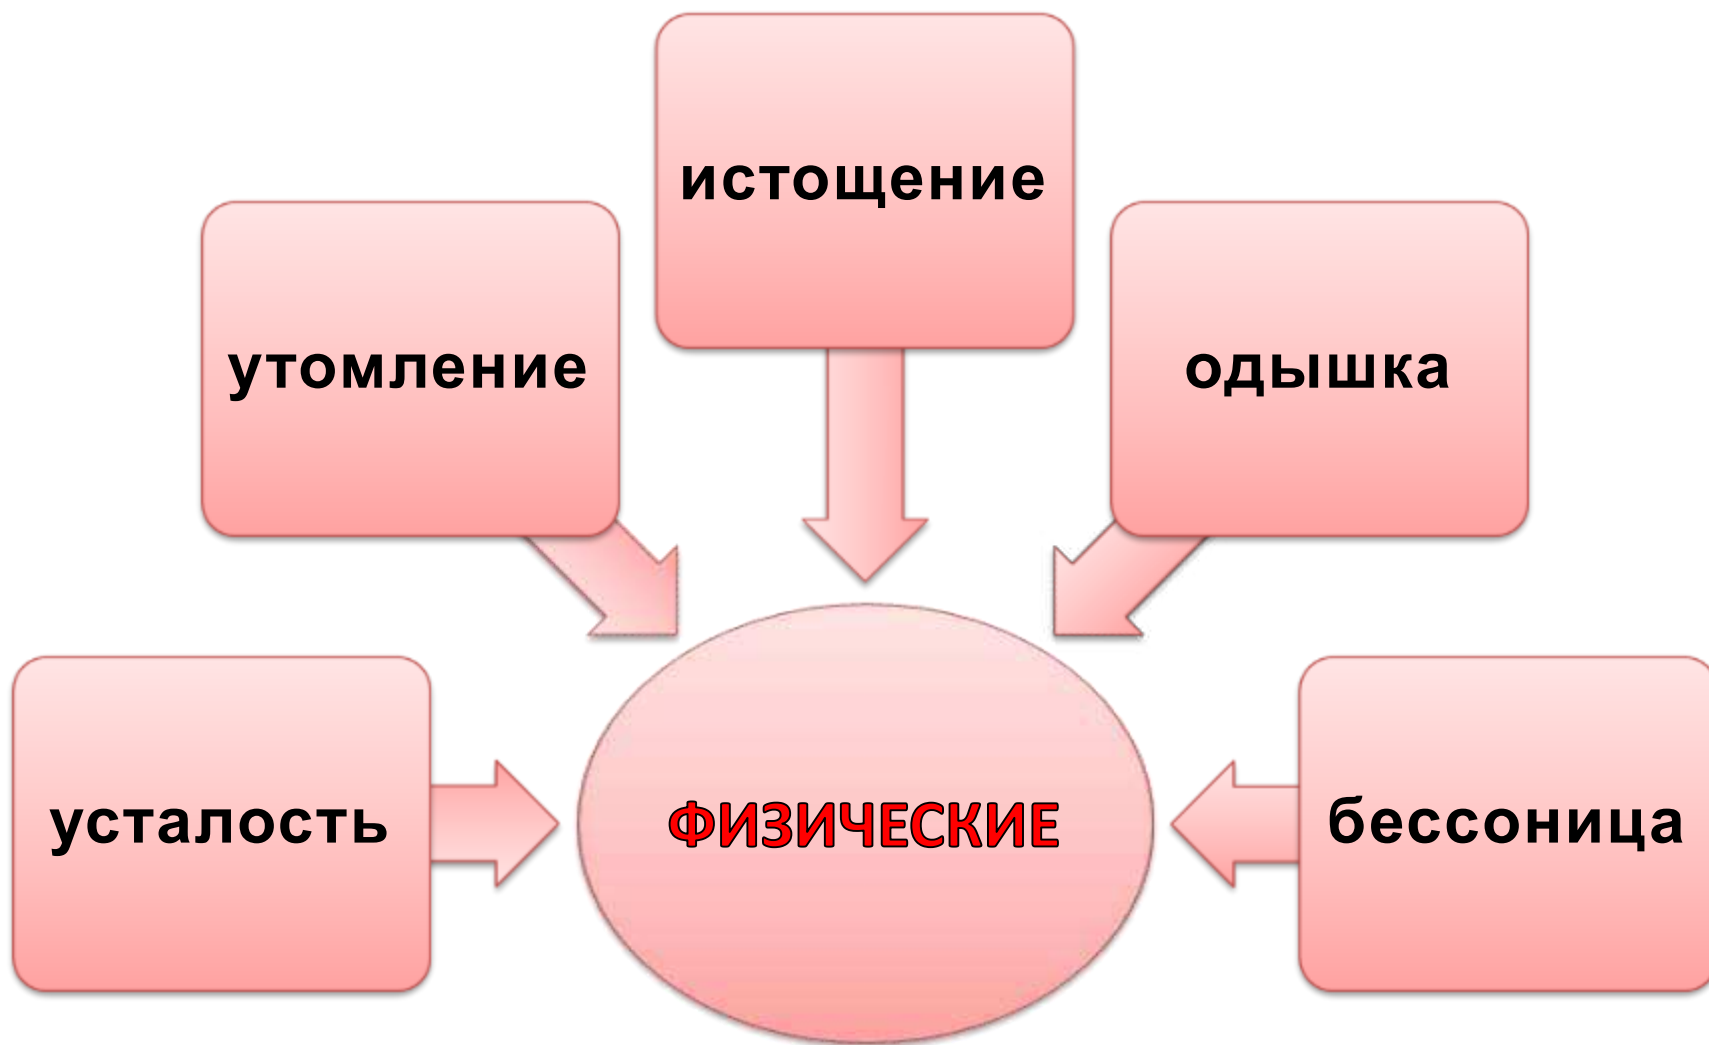 истощение
утомление
одышка
усталость
ФИЗИЧЕСКИЕ
бессоница